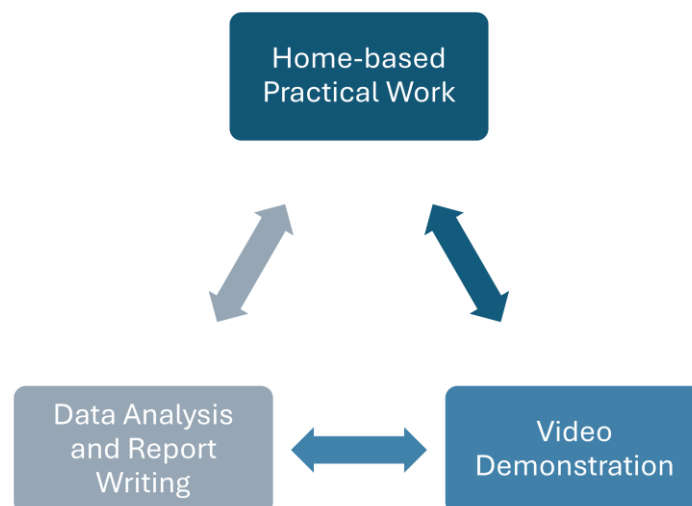 Home-based
Practical Work
Data Analysis
and Report
Writing
Video
Demonstration